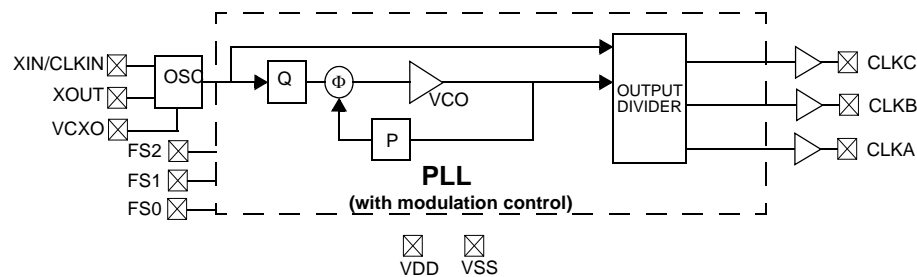 XIN/CLKIN
XOUT
VCXO
FS2
FS1
FS0
OSC
Q
Φ
VCO
P
PLL
(with modulation control)
OUTPUT
DIVIDER
CLKC
CLKB
CLKA
VDD
VSS